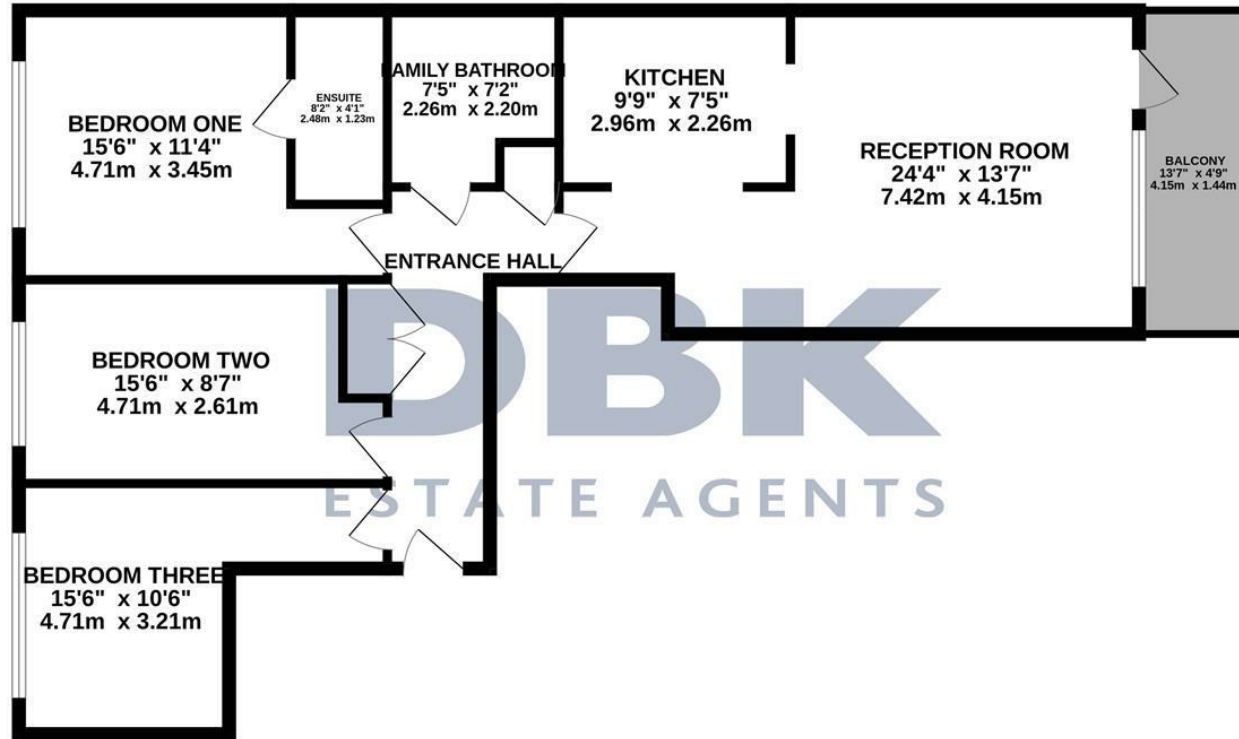 BEDROOM ONE
15'6" x 11'4"
4.71m x 3.45m
ENSUITE
8'2" x 4'1"
2.48m x 1.23m
FAMILY BATHROOM
7'5" x 7'2"
2.26m x 2.20m
KITCHEN
9'9" x 7'5"
2.96m x 2.26m
RECEPTION ROOM
24'4" x 13'7"
7.42m x 4.15m
BALCONY
13'7" x 4'9"
4.15m x 1.44m
ENTRANCE HALL
BEDROOM TWO
15'6" x 8'7"
4.71m x 2.61m
DBK
ESTATE AGENTS
BEDROOM THREE
15'6" x 10'6"
4.71m x 3.21m